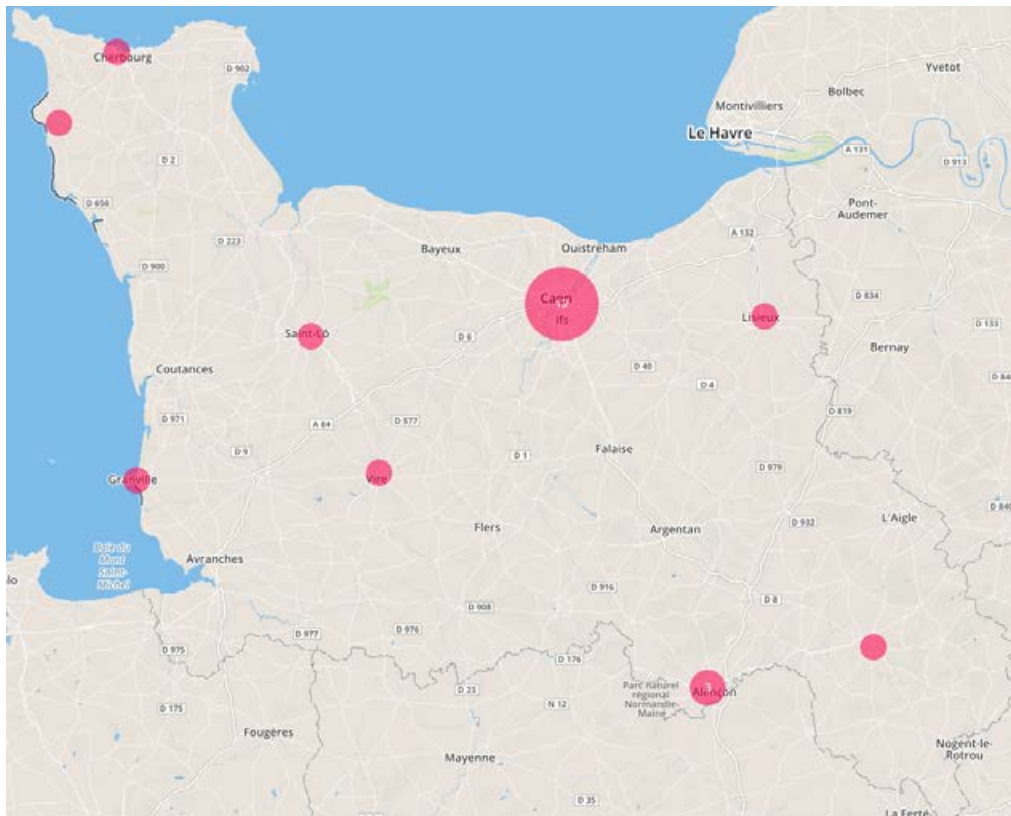 Cherbourg
D 902
Yvetot
Bolbec
Montivilliers
Le Havre
A 131
D 913
D 2
D 650
Pont-
Audemer
D 223
Bayeux
Ouistreham
A 132
D 900
D 834
Caen
Ifs
Lisieux
D 133
Saint-Lô
D 6
Bernay
Coutances
D 40
D 4
D 84
D 971
A 84
D 577
D 819
D 9
D 1
Falaise
D 979
Granville
Vire
D 840
L'Aigle
Flers
Argentan
D 932
Baie du
Mont
Saint-
Michel
Avranches
lo
D 916
D 8
D 908
D 976
D 977
D 975
D 176
Parc naturel
régional
Normandie-
Maine
3
Alençon
D 23
N 12
D 175
Fougères
Nogent-le-
Rotrou
Mayenne
D 35
La Ferté